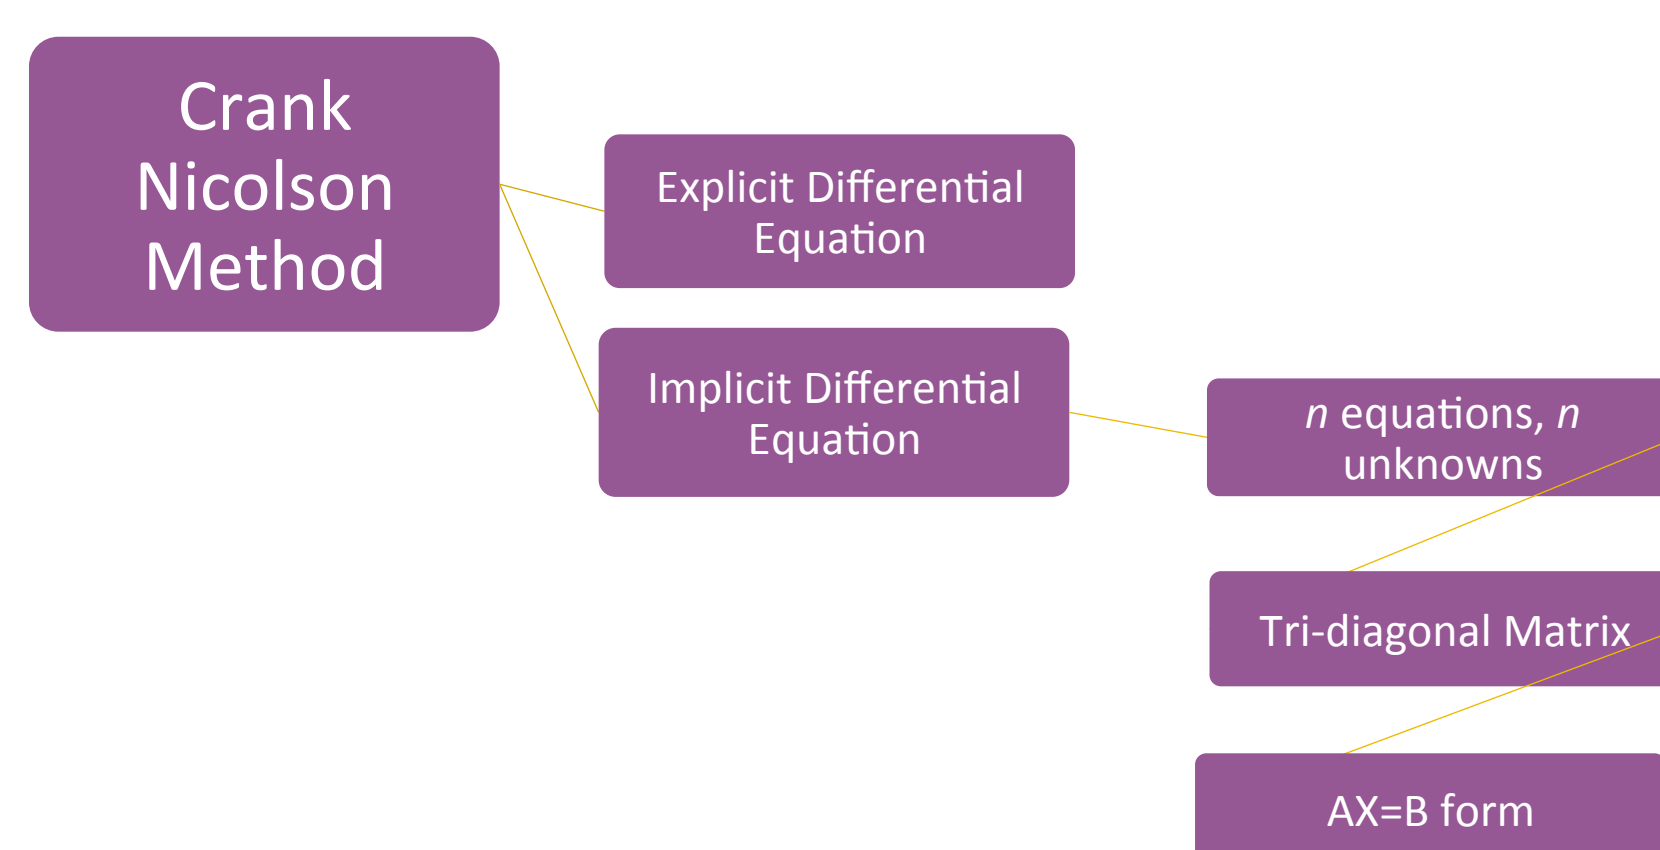 Crank
Nicolson
Method
Explicit Differential
Equation
Implicit Differential
Equation
n equations, n
unknowns
Tri-diagonal Matrix
AX=B form